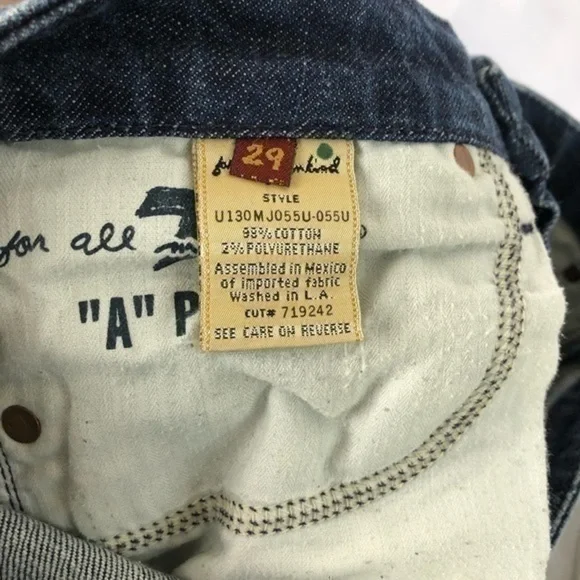 29
STYLE
U130MJ055U-055U
98% COTTON
2% POLYURETHANE
Assembled in Mexico
of imported fabric
Washed in L.A.
CUT# 719242
SEE CARE ON REVERSE
for all 7
"A" P